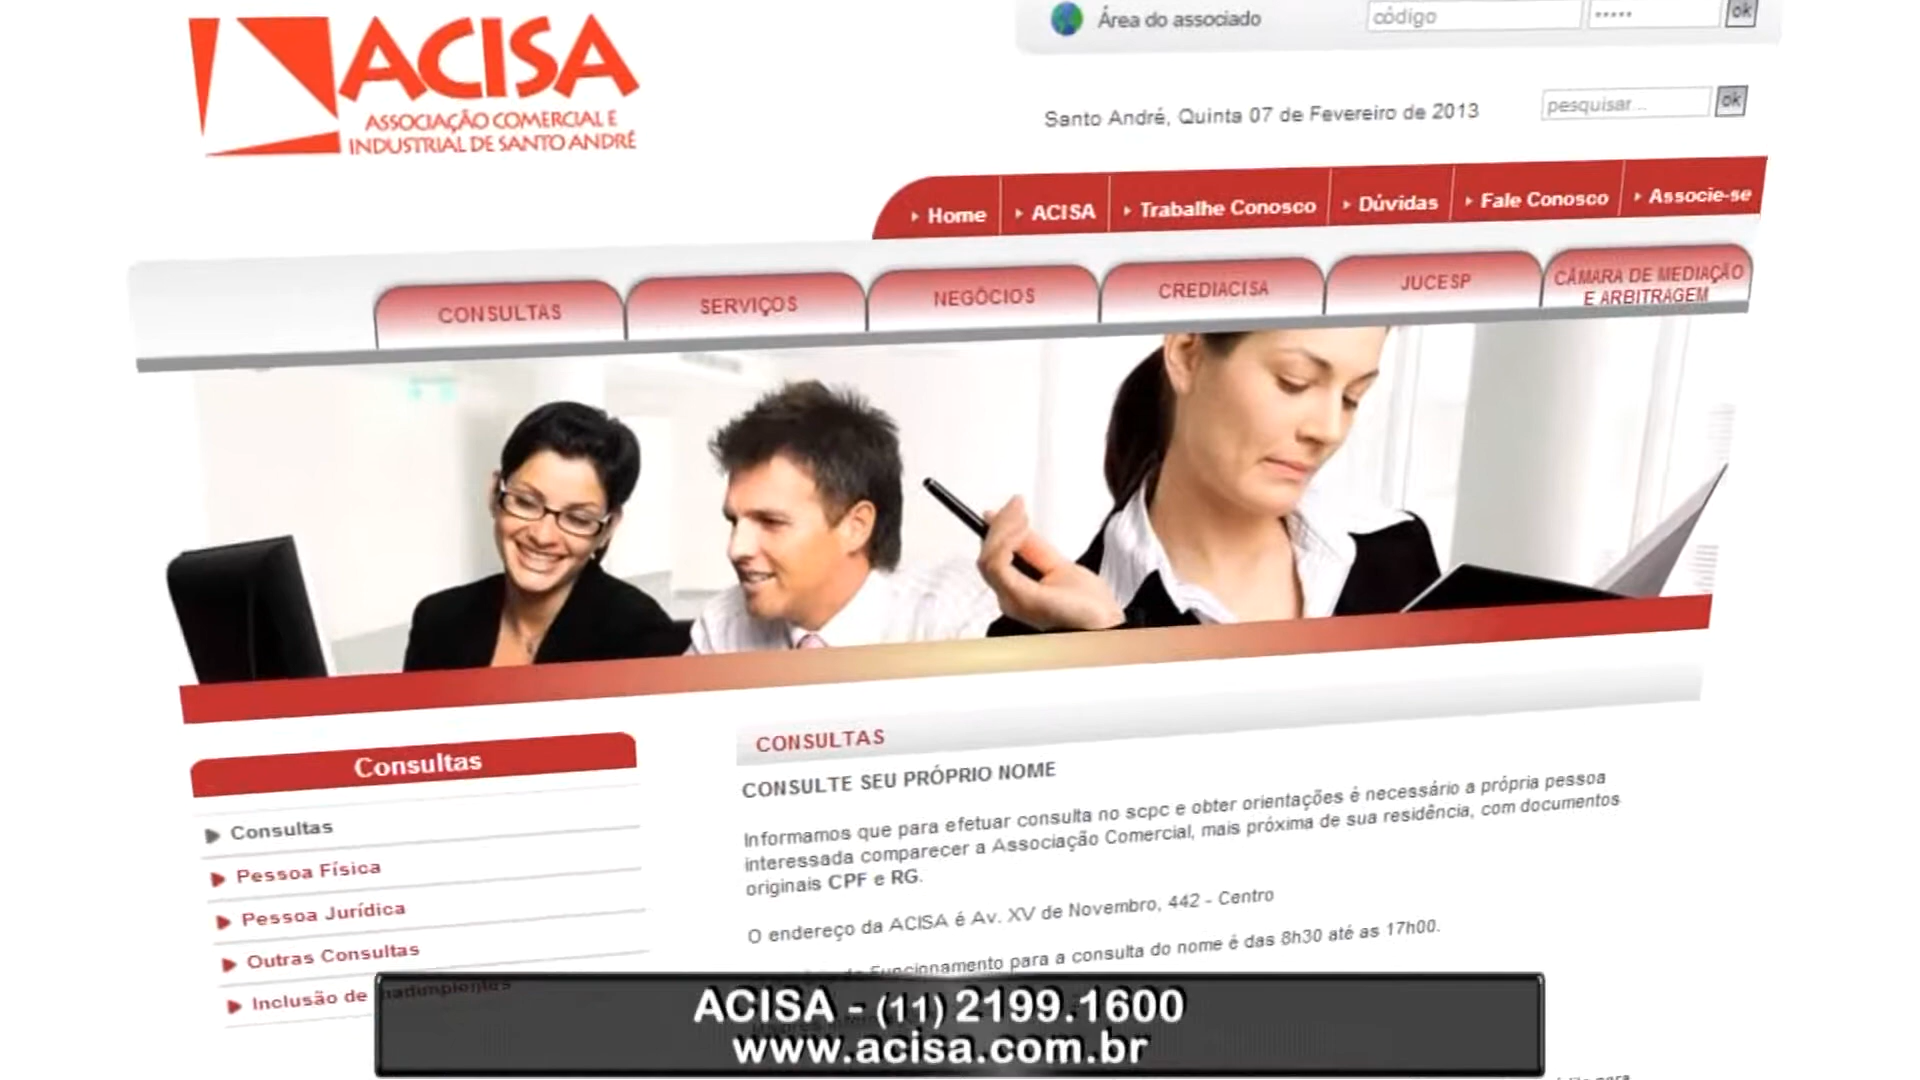 ACISA
ASSOCIAÇÃO COMERCIAL E
INDUSTRIAL DE SANTO ANDRÉ
Área do associado
código
•••••
ok
Santo André, Quinta 07 de Fevereiro de 2013
pesquisar...
ok
Home
ACISA
Trabalhe Conosco
Dúvidas
Fale Conosco
Associe-se
CONSULTAS
SERVIÇOS
NEGÓCIOS
CREDIACISA
JUCESP
CÂMARA DE MEDIAÇÃO
E ARBITRAGEM
Consultas
Consultas
Pessoa Física
Pessoa Jurídica
Outras Consultas
Inclusão de Inadimplentes
CONSULTAS
CONSULTE SEU PRÓPRIO NOME
Informamos que para efetuar consulta no scpc e obter orientações é necessário a própria pessoa
interessada comparecer a Associação Comercial, mais próxima de sua residência, com documentos
originais CPF e RG.
O endereço da ACISA é Av. XV de Novembro, 442 - Centro
de Funcionamento para a consulta do nome é das 8h30 até as 17h00.
ACISA - (11) 2199.1600
www.acisa.com.br